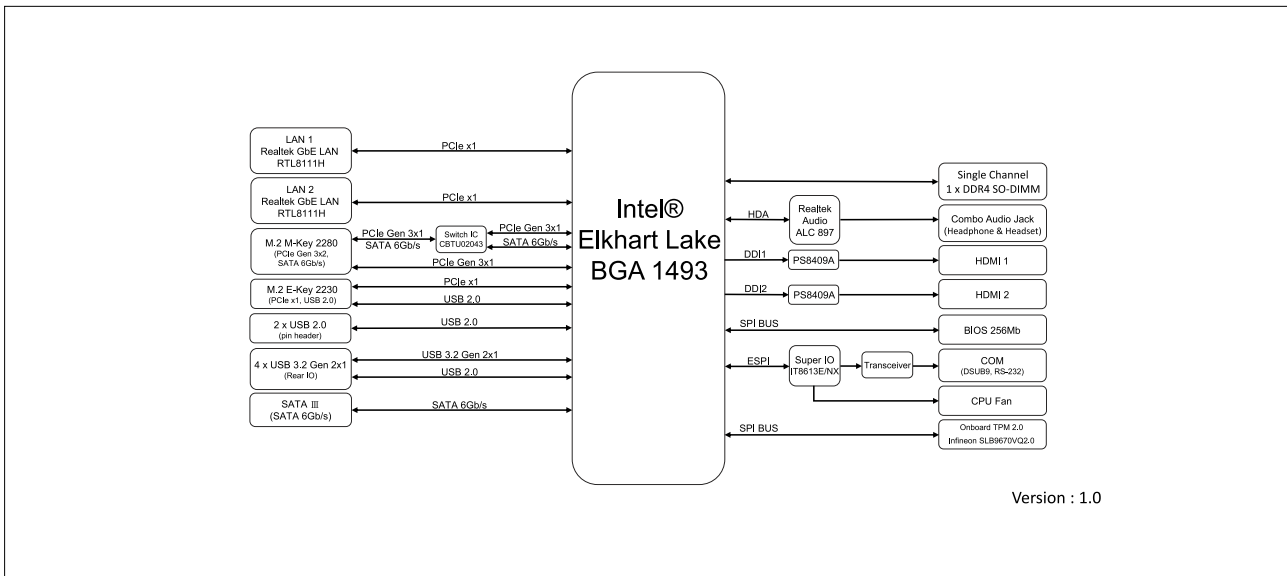 LAN 1
Realtek GbE LAN
RTL8111H
PCIe x1
LAN 2
Realtek GbE LAN
RTL8111H
PCIe x1
M.2 M-Key 2280
(PCIe Gen 3x2,
SATA 6Gb/s)
PCIe Gen 3x1
SATA 6Gb/s
Switch IC
CBTU02043
PCIe Gen 3x1
SATA 6Gb/s
PCIe Gen 3x1
M.2 E-Key 2230
(PCIe x1, USB 2.0)
PCIe x1
USB 2.0
2 x USB 2.0
(pin header)
USB 2.0
4 x USB 3.2 Gen 2x1
(Rear IO)
USB 3.2 Gen 2x1
USB 2.0
SATA III
(SATA 6Gb/s)
SATA 6Gb/s
Intel®
Elkhart Lake
BGA 1493
Single Channel
1 x DDR4 SO-DIMM
HDA
Realtek
Audio
ALC 897
Combo Audio Jack
(Headphone & Headset)
DDI1
PS8409A
HDMI 1
DDI2
PS8409A
HDMI 2
SPI BUS
BIOS 256Mb
ESPI
Super IO
IT8613E/NX
Transceiver
COM
(DSUB9, RS-232)
CPU Fan
SPI BUS
Onboard TPM 2.0
Infineon SLB9670VQ2.0
Version : 1.0